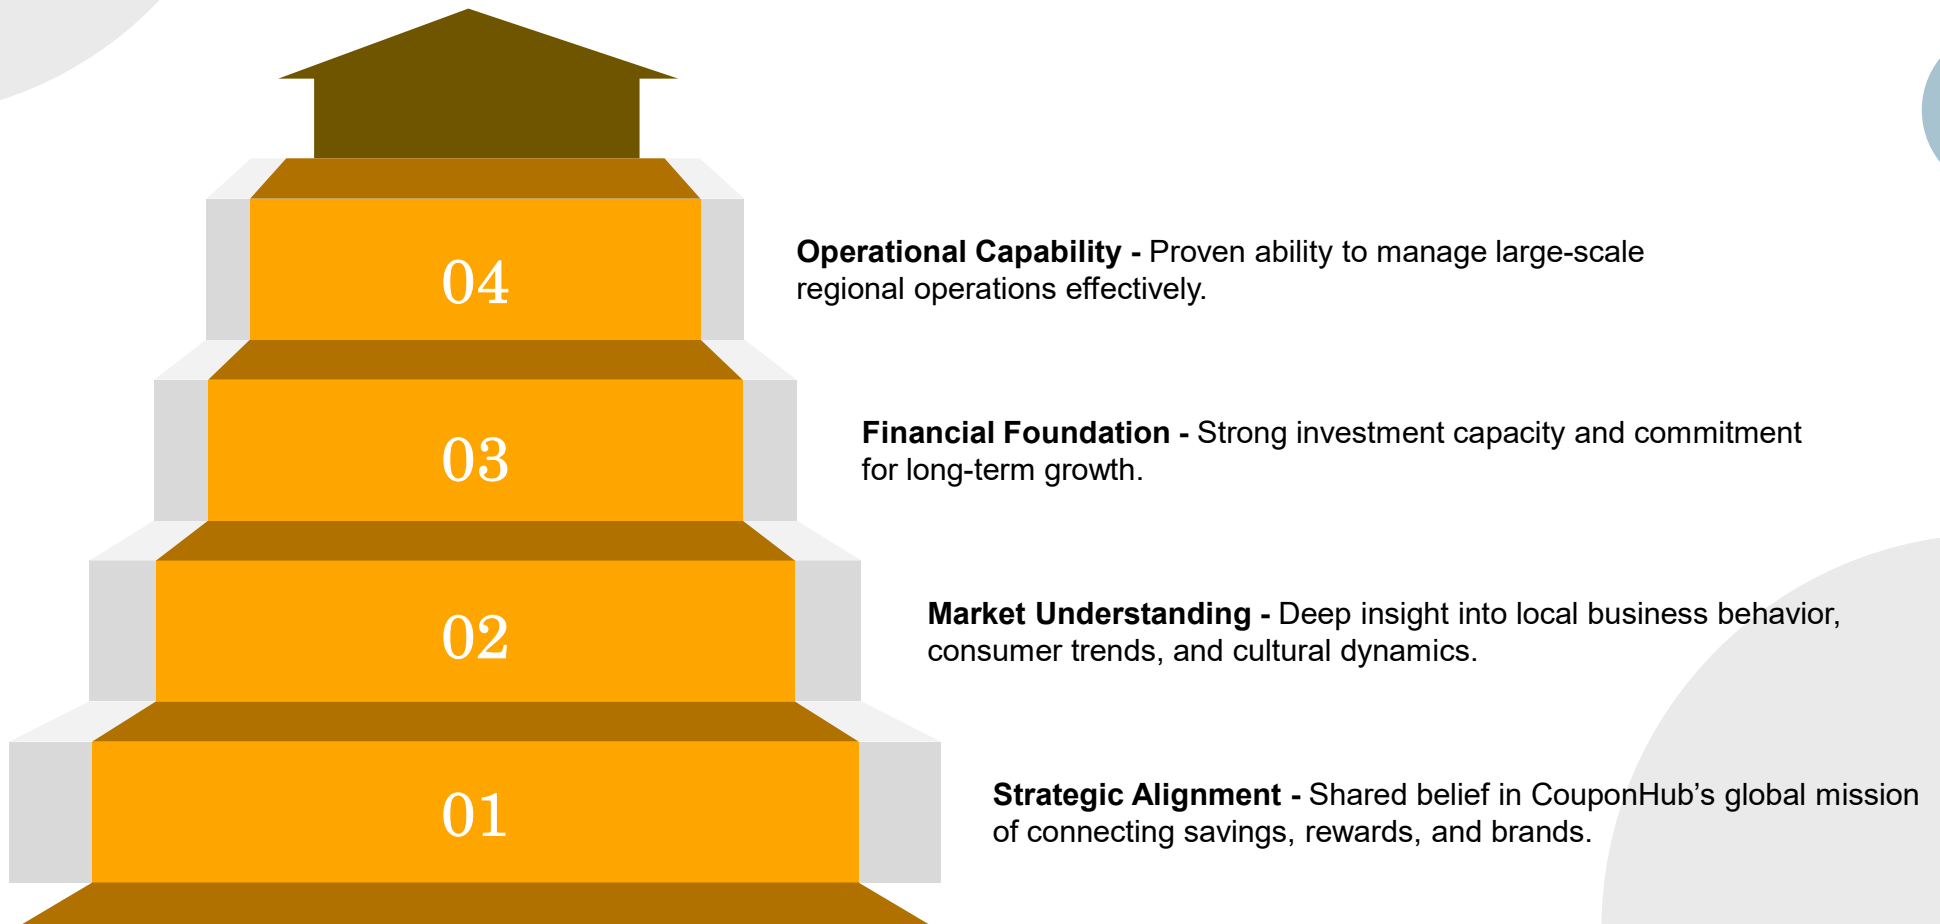 04
Operational Capability - Proven ability to manage large-scale
regional operations effectively.
03
Financial Foundation - Strong investment capacity and commitment
for long-term growth.
02
Market Understanding - Deep insight into local business behavior,
consumer trends, and cultural dynamics.
01
Strategic Alignment - Shared belief in CouponHub’s global mission
of connecting savings, rewards, and brands.